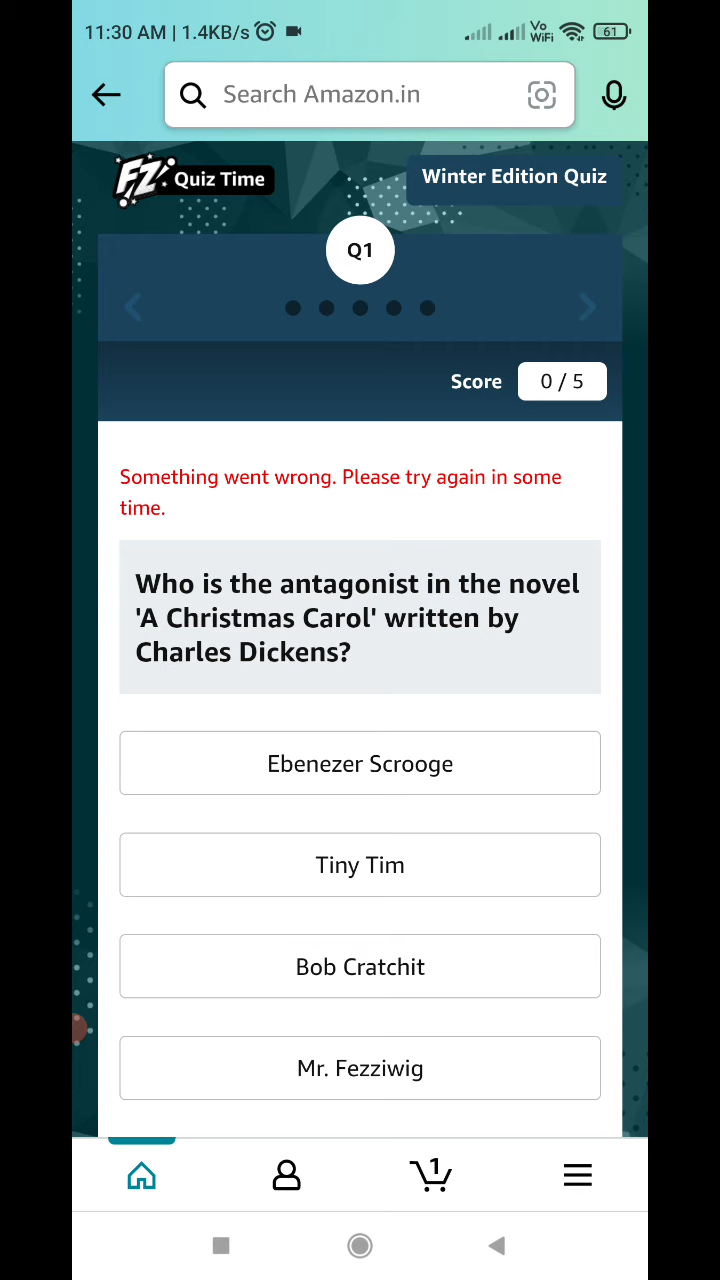 11:30 AM | 1.4KB/s Vo WiFi 61
Search Amazon.in
FZ Quiz Time Winter Edition Quiz
Q1
Score 0 / 5
Something went wrong. Please try again in some
time.
Who is the antagonist in the novel
'A Christmas Carol' written by
Charles Dickens?
Ebenezer Scrooge
Tiny Tim
Bob Cratchit
Mr. Fezziwig
1